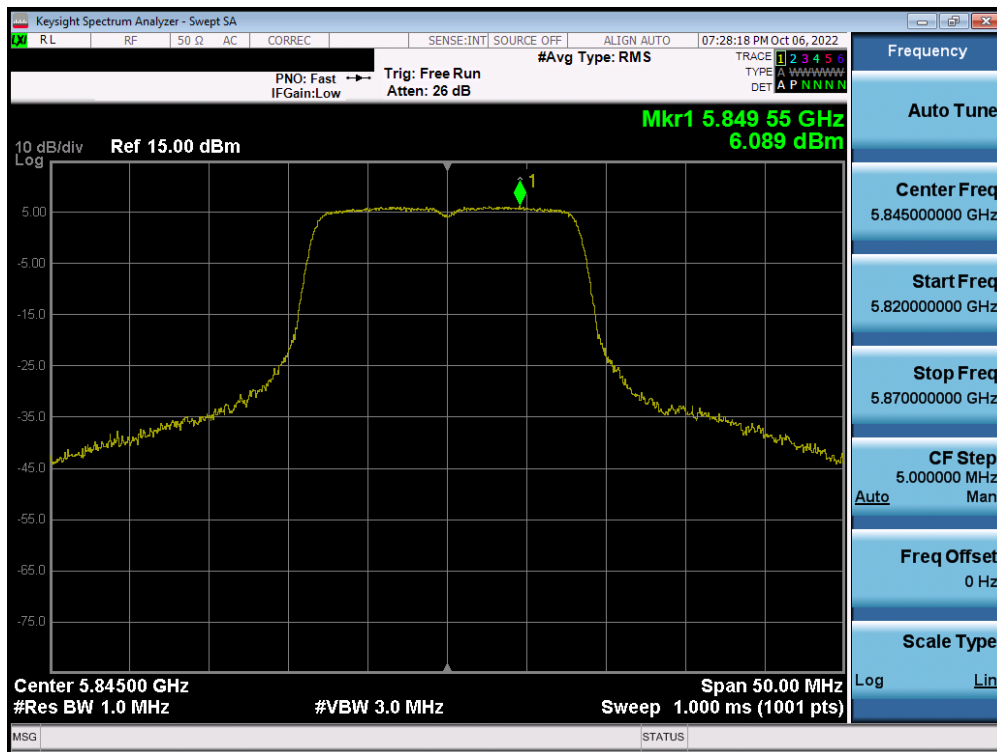 Keysight Spectrum Analyzer - Swept SA
LXI RL RF 50 Ω AC CORREC SENSE:INT SOURCE OFF ALIGN AUTO 07:28:18 PM Oct 06, 2022
#Avg Type: RMS
TRACE 1 2 3 4 5 6
PNO: Fast Trig: Free Run
TYPE A WWWWW
IFGain:Low Atten: 26 dB
DET A P N N N N
Mkr1 5.849 55 GHz
6.089 dBm
10 dB/div Ref 15.00 dBm
Log
1
5.00
-5.00
-15.0
-25.0
-35.0
-45.0
-55.0
-65.0
-75.0
Center 5.84500 GHz Span 50.00 MHz
#Res BW 1.0 MHz #VBW 3.0 MHz Sweep 1.000 ms (1001 pts)
MSG STATUS
Frequency
Auto Tune
Center Freq
5.845000000 GHz
Start Freq
5.820000000 GHz
Stop Freq
5.870000000 GHz
CF Step
5.000000 MHz
Auto Man
Freq Offset
0 Hz
Scale Type
Log Lin